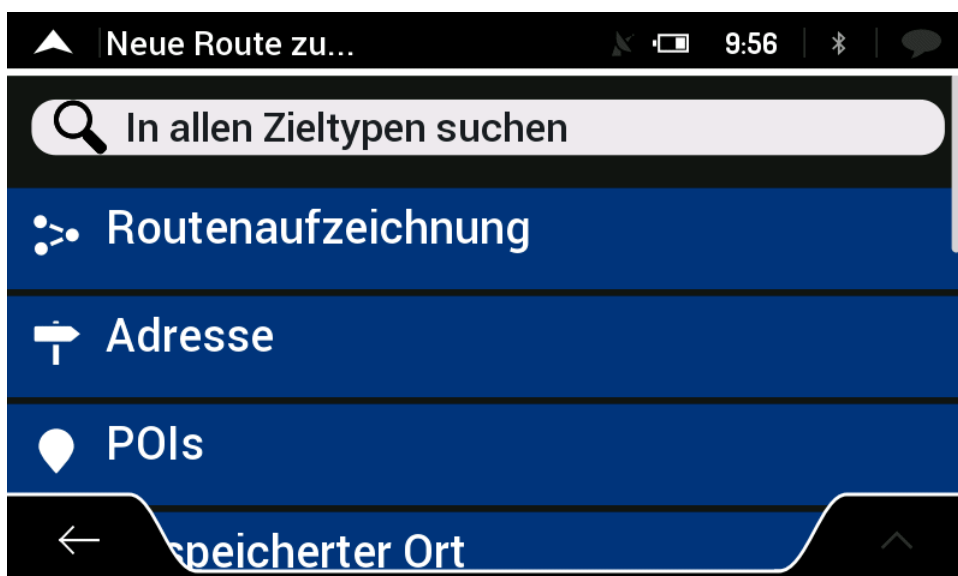 Neue Route zu...
9:56
In allen Zieltypen suchen
Routenaufzeichnung
Adresse
POIs
speicherter Ort